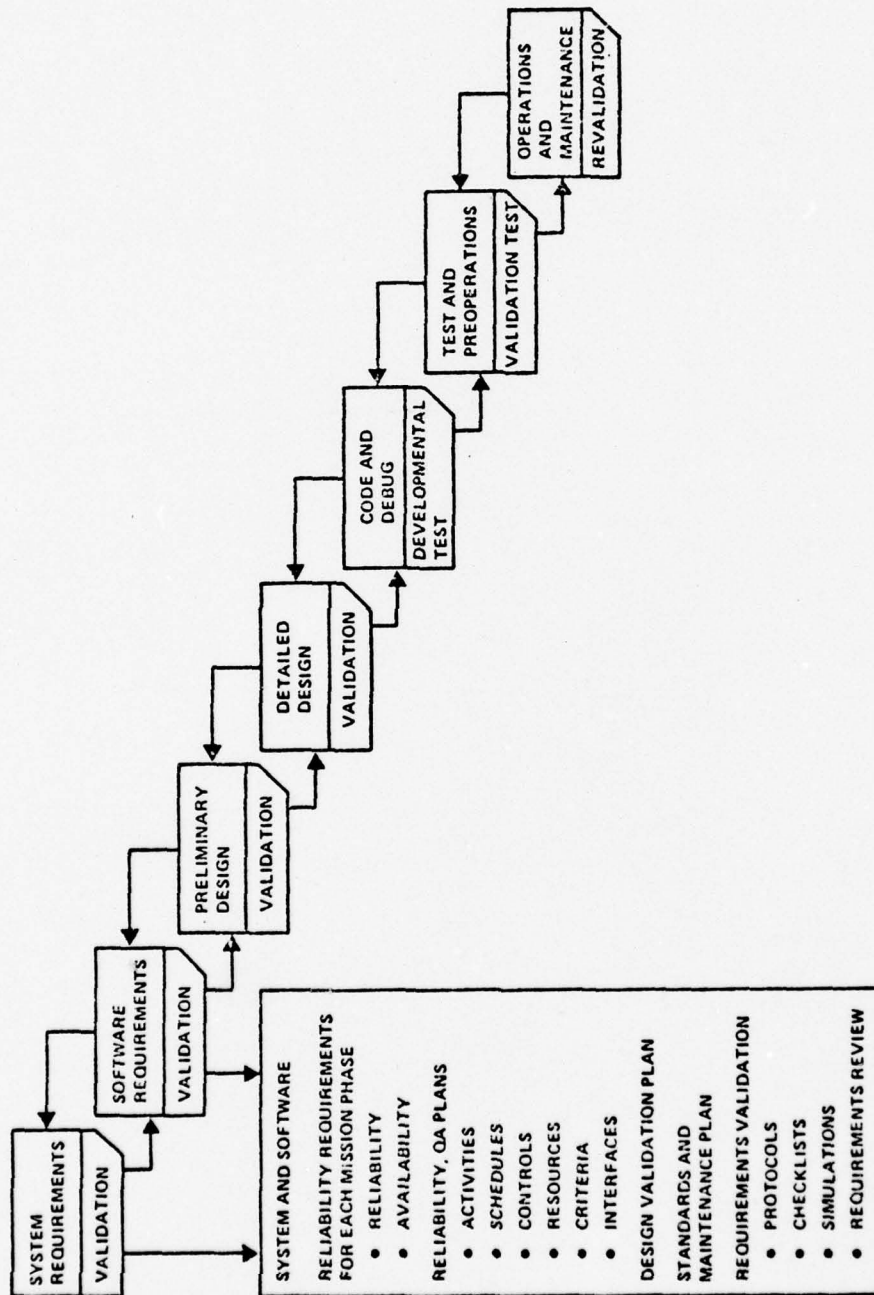 SYSTEM
REQUIREMENTS
VALIDATION
SOFTWARE
REQUIREMENTS
VALIDATION
PRELIMINARY
DESIGN
VALIDATION
DETAILED
DESIGN
VALIDATION
CODE AND
DEBUG
DEVELOPMENTAL
TEST
TEST AND
PREOPERATIONS
VALIDATION TEST
OPERATIONS
AND
MAINTENANCE
REVALIDATION
SYSTEM AND SOFTWARE
RELIABILITY REQUIREMENTS
FOR EACH MISSION PHASE
• RELIABILITY
• AVAILABILITY
RELIABILITY, QA PLANS
• ACTIVITIES
• SCHEDULES
• CONTROLS
• RESOURCES
• CRITERIA
• INTERFACES
DESIGN VALIDATION PLAN
STANDARDS AND
MAINTENANCE PLAN
REQUIREMENTS VALIDATION
• PROTOCOLS
• CHECKLISTS
• SIMULATIONS
• REQUIREMENTS REVIEW